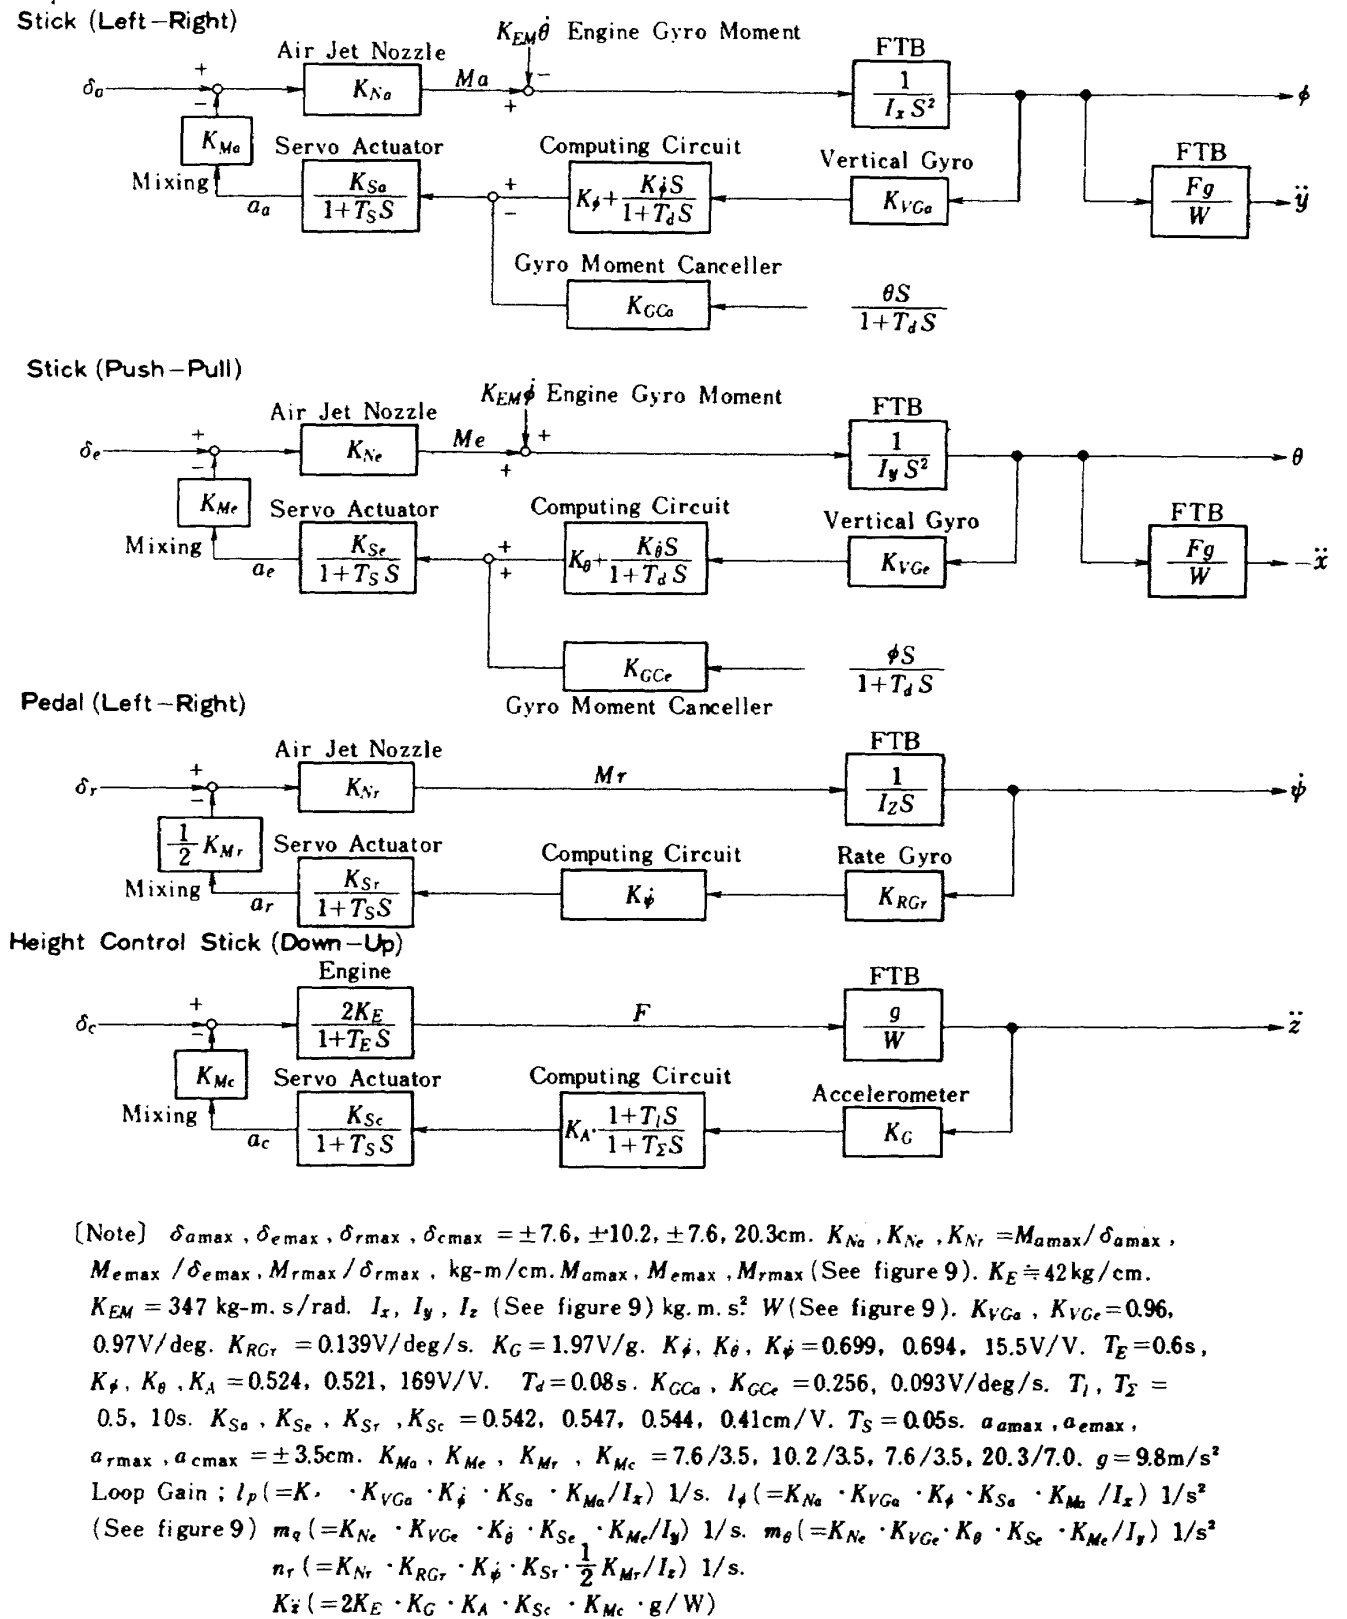 Stick (Left-Right)
K_EM θ̇ Engine Gyro Moment
Air Jet Nozzle
FTB
δa
+
−
K_Na
Ma
−
+
1 / I_x S²
φ
K_Ma
Mixing
Servo Actuator
K_Sa / 1+T_S S
a_a
+
−
Computing Circuit
K_φ + K_φ̇ S / 1+T_d S
Vertical Gyro
K_VGa
FTB
Fg / W
ÿ
Gyro Moment Canceller
K_GCa
θS / 1+T_d S
Stick (Push-Pull)
K_EM φ̇ Engine Gyro Moment
Air Jet Nozzle
FTB
δe
+
−
K_Ne
Me
+
+
1 / I_y S²
θ
K_Me
Mixing
Servo Actuator
K_Se / 1+T_S S
a_e
+
+
Computing Circuit
K_θ + K_θ̇ S / 1+T_d S
Vertical Gyro
K_VGe
FTB
Fg / W
−ẍ
K_GCe
φS / 1+T_d S
Gyro Moment Canceller
Pedal (Left-Right)
Air Jet Nozzle
FTB
δr
+
−
K_Nr
Mr
1 / I_Z S
ψ̇
1/2 K_Mr
Mixing
Servo Actuator
K_Sr / 1+T_S S
a_r
Computing Circuit
K_ψ̇
Rate Gyro
K_RGr
Height Control Stick (Down-Up)
Engine
FTB
δc
+
−
2K_E / 1+T_E S
F
g / W
z̈
K_Mc
Mixing
Servo Actuator
K_Sc / 1+T_S S
a_c
Computing Circuit
K_A · 1+T_l S / 1+T_Σ S
Accelerometer
K_G
〔Note〕 δamax, δemax, δrmax, δcmax =±7.6, ±10.2, ±7.6, 20.3cm. K_Na, K_Ne, K_Nr =Mamax/δamax,
Memax/δemax, Mrmax/δrmax, kg-m/cm. Mamax, Memax, Mrmax (See figure 9). K_E≒42kg/cm.
K_EM = 347 kg-m. s/rad. I_x, I_y, I_z (See figure 9) kg. m. s². W (See figure 9). K_VGa, K_VGe=0.96,
0.97V/deg. K_RGr =0.139V/deg/s. K_G=1.97V/g. K_φ̇, K_θ̇, K_ψ̇=0.699, 0.694, 15.5V/V. T_E=0.6s,
K_φ, K_θ, K_A =0.524, 0.521, 169V/V. T_d=0.08s. K_GCa, K_GCe =0.256, 0.093V/deg/s. T_l, T_Σ =
0.5, 10s. K_Sa, K_Se, K_Sr, K_Sc =0.542, 0.547, 0.544, 0.41cm/V. T_S=0.05s. a_amax, a_emax,
a_rmax, a_cmax =±3.5cm. K_Ma, K_Me, K_Mr, K_Mc =7.6/3.5, 10.2/3.5, 7.6/3.5, 20.3/7.0. g=9.8m/s²
Loop Gain ; l_p (=K· ·K_VGa·K_φ̇·K_Sa·K_Ma/I_x) 1/s. l_φ (=K_Na·K_VGa·K_φ·K_Sa·K_Ma/I_x) 1/s²
(See figure 9) m_q (=K_Ne·K_VGe·K_θ̇·K_Se·K_Me/I_y) 1/s. m_θ (=K_Ne·K_VGe·K_θ·K_Se·K_Me/I_y) 1/s²
n_r (=K_Nr·K_RGr·K_ψ̇·K_Sr·1/2 K_Mr/I_z) 1/s.
K_z̈ (=2K_E·K_G·K_A·K_Sc·K_Mc·g/W)